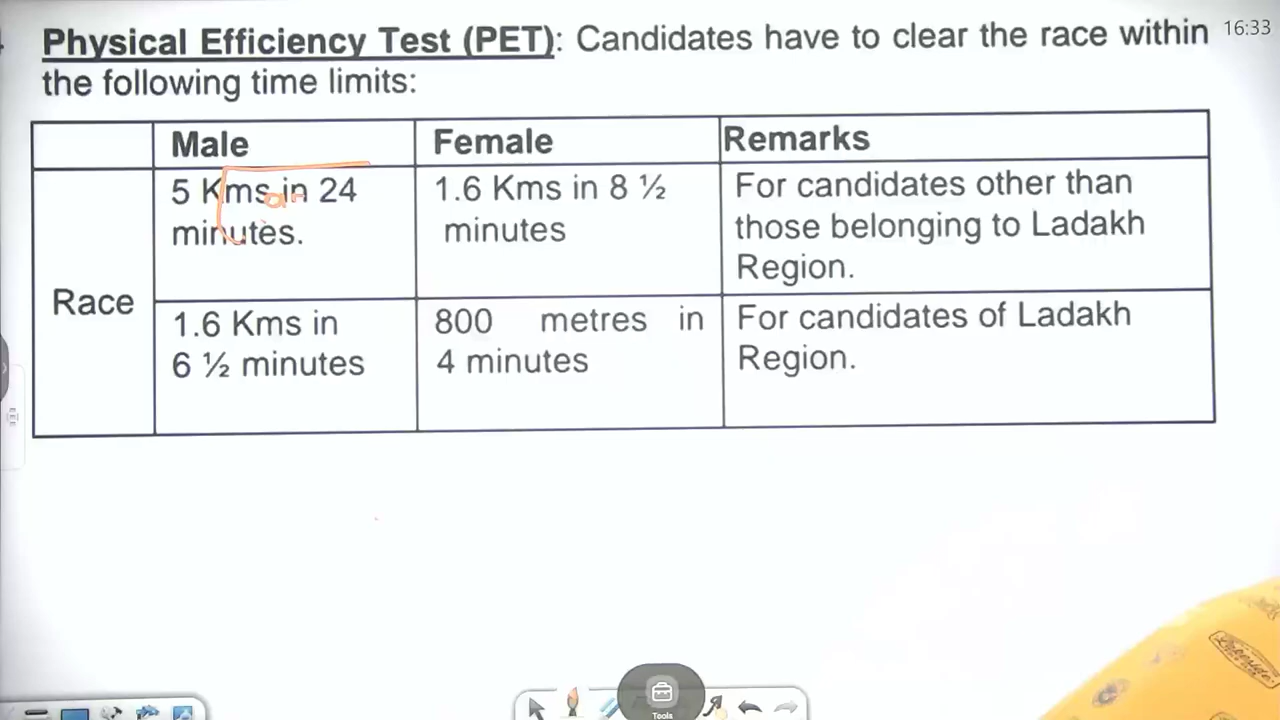 Physical Efficiency Test (PET): Candidates have to clear the race within
16:33
the following time limits:
Male
Female
Remarks
Race
5 Kms in 24
minutes.
1.6 Kms in 8 ½
minutes
For candidates other than
those belonging to Ladakh
Region.
1.6 Kms in
6 ½ minutes
800 metres in
4 minutes
For candidates of Ladakh
Region.
Tools